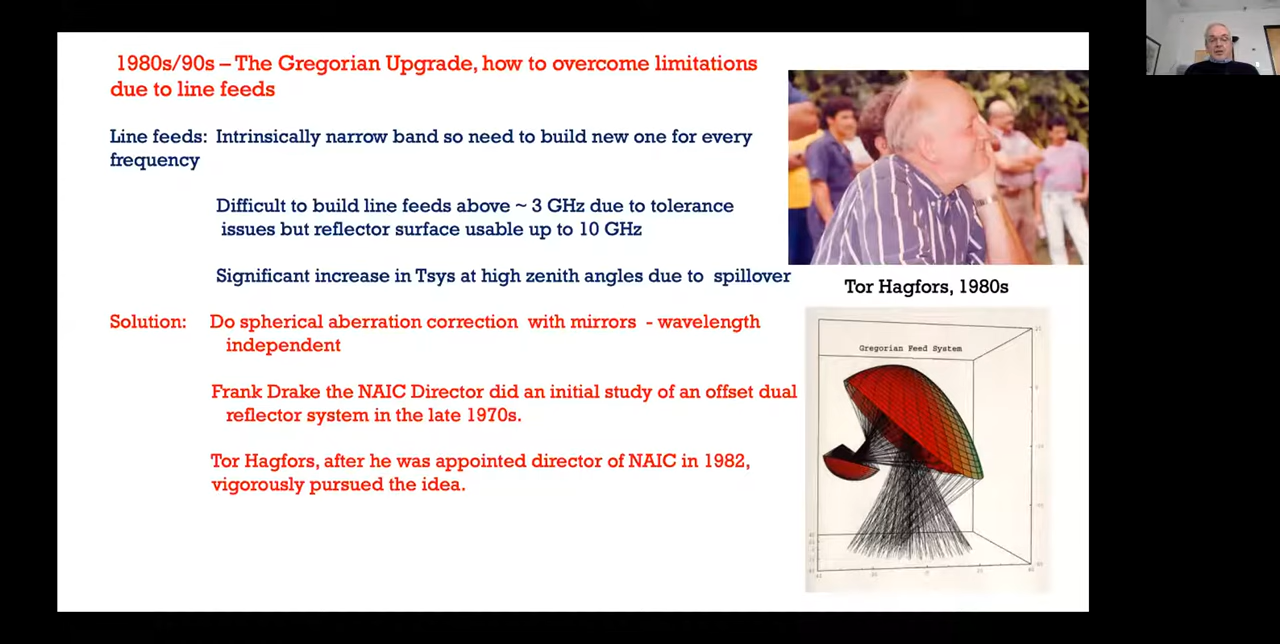 1980s/90s – The Gregorian Upgrade, how to overcome limitations
due to line feeds
Line feeds: Intrinsically narrow band so need to build new one for every
frequency
Difficult to build line feeds above ~ 3 GHz due to tolerance
issues but reflector surface usable up to 10 GHz
Significant increase in Tsys at high zenith angles due to spillover
Solution: Do spherical aberration correction with mirrors - wavelength
independent
Frank Drake the NAIC Director did an initial study of an offset dual
reflector system in the late 1970s.
Tor Hagfors, after he was appointed director of NAIC in 1982,
vigorously pursued the idea.
Tor Hagfors, 1980s
Gregorian Feed System